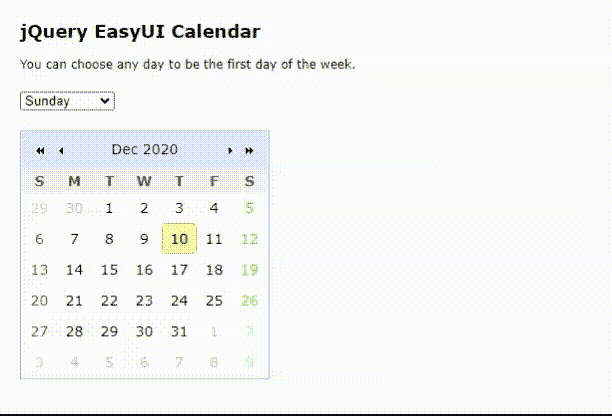 jQuery EasyUI Calendar
You can choose any day to be the first day of the week.
Sunday
Dec 2020
S M T W T F S
29 30 1 2 3 4 5
6 7 8 9 10 11 12
13 14 15 16 17 18 19
20 21 22 23 24 25 26
27 28 29 30 31 1 2
3 4 5 6 7 8 9